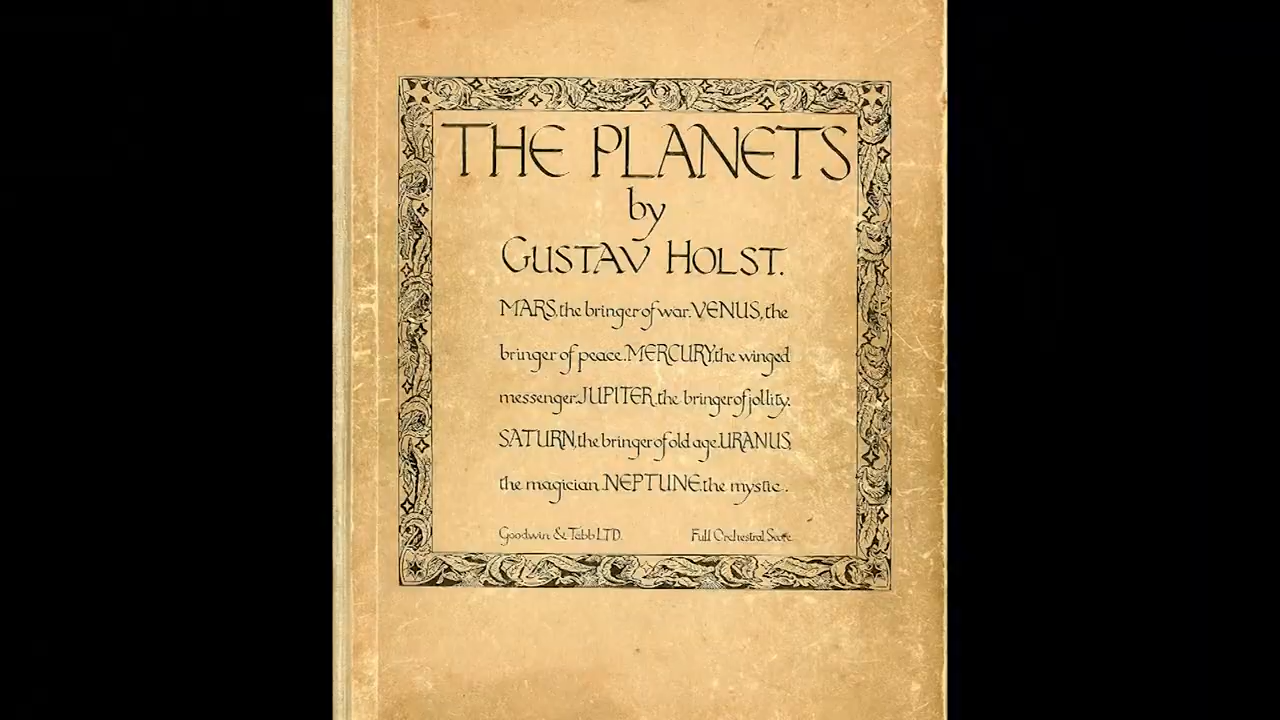 THE PLANETS
by
GUSTAV HOLST.
MARS, the bringer of war. VENUS, the
bringer of peace. MERCURY, the winged
messenger. JUPITER, the bringer of jollity.
SATURN, the bringer of old age. URANUS,
the magician. NEPTUNE, the mystic.
Goodwin & Tabb LTD. Full Orchestral Score